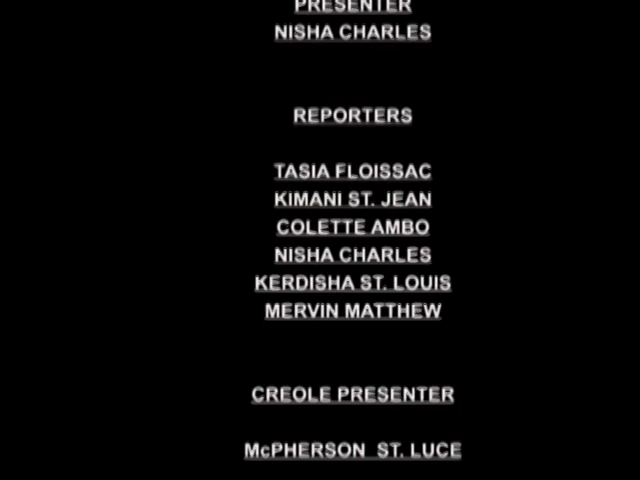 PRESENTER
NISHA CHARLES
REPORTERS
TASIA FLOISSAC
KIMANI ST. JEAN
COLETTE AMBO
NISHA CHARLES
KERDISHA ST. LOUIS
MERVIN MATTHEW
CREOLE PRESENTER
McPHERSON ST. LUCE